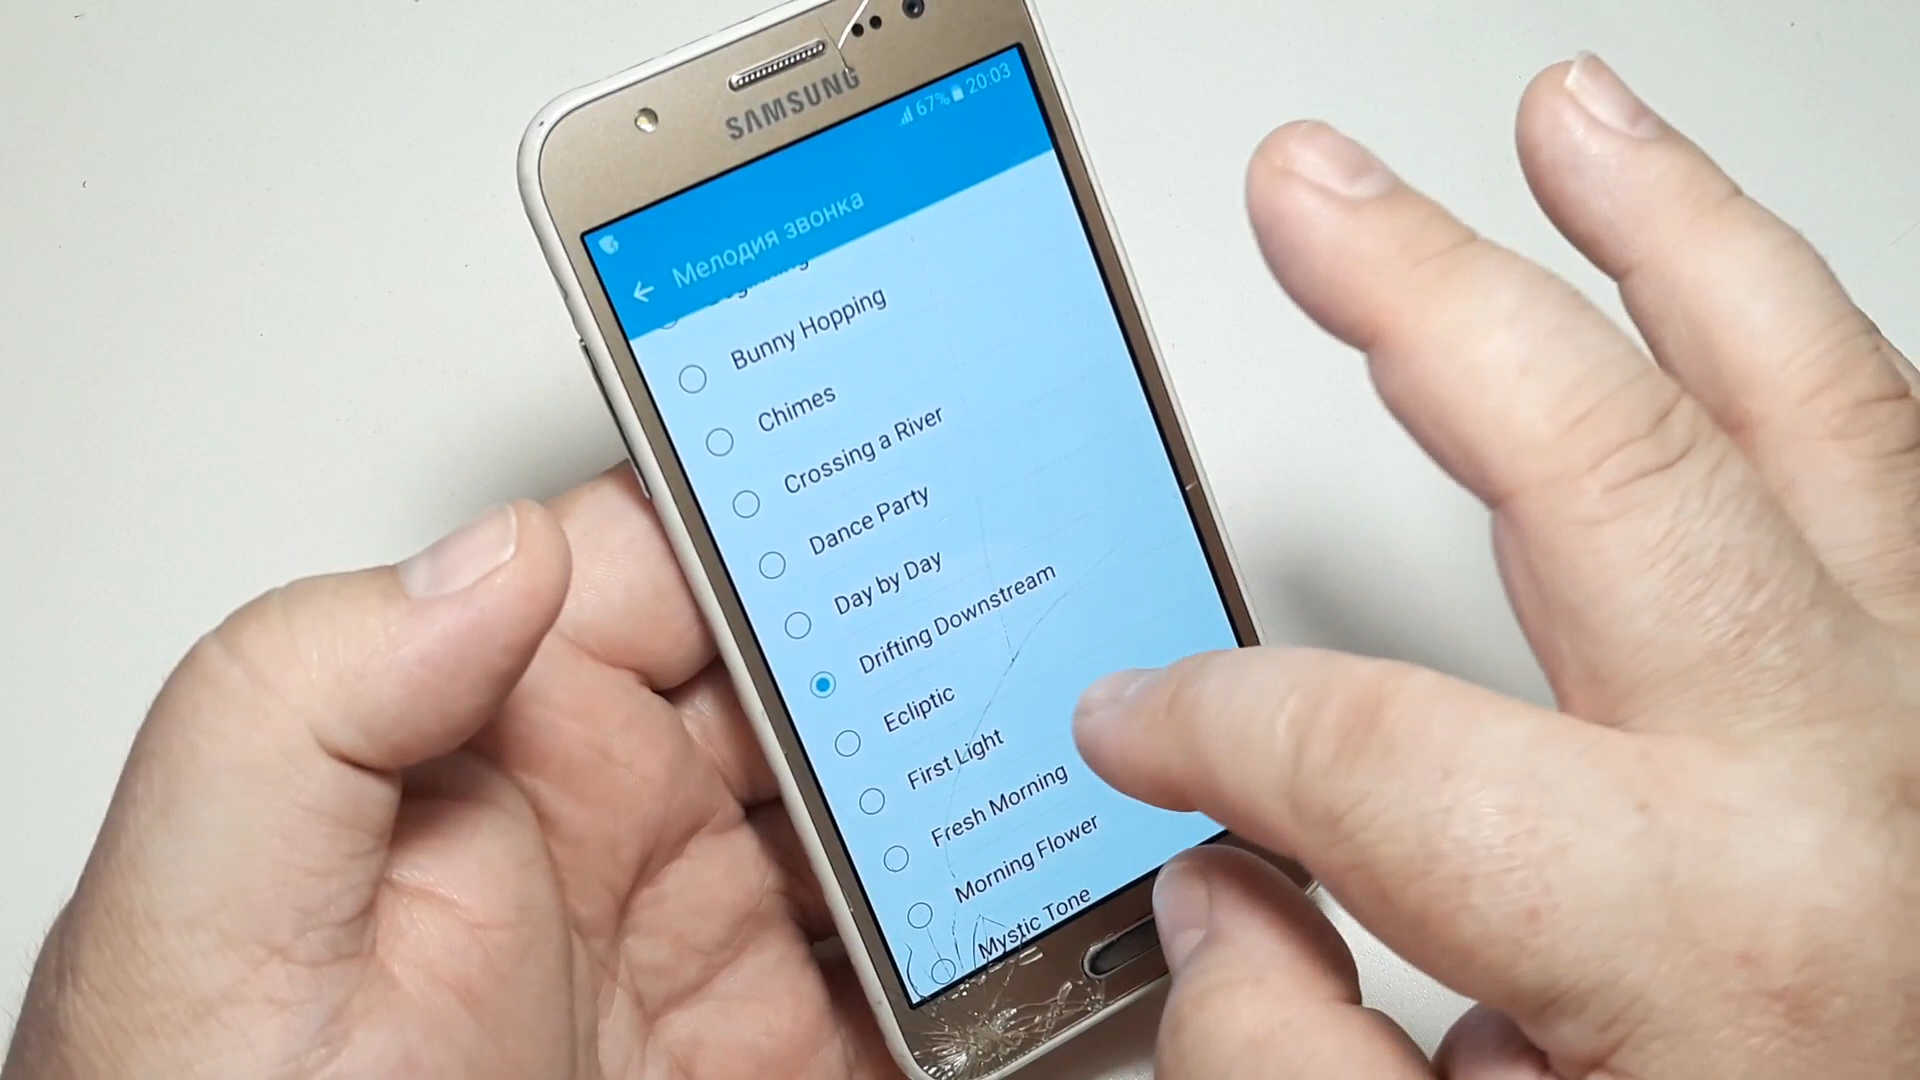 SAMSUNG
67% 20:03
Мелодия звонка
Bunny Hopping
Chimes
Crossing a River
Dance Party
Day by Day
Drifting Downstream
Ecliptic
First Light
Fresh Morning
Morning Flower
Mystic Tone